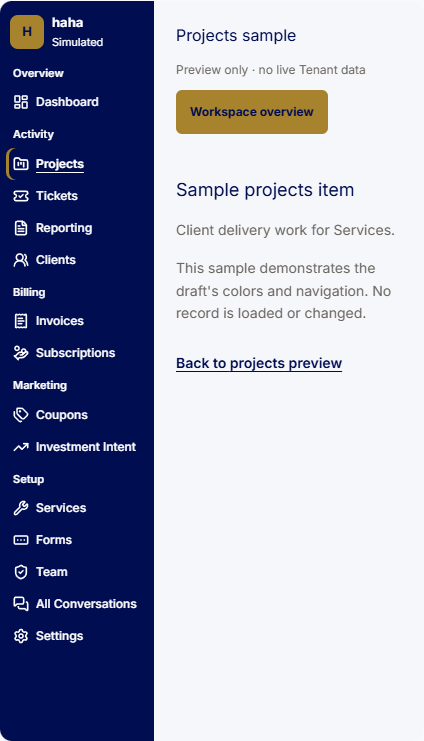 H
haha
Simulated
Overview
Dashboard
Activity
Projects
Tickets
Reporting
Clients
Billing
Invoices
Subscriptions
Marketing
Coupons
Investment Intent
Setup
Services
Forms
Team
All Conversations
Settings
Projects sample
Preview only · no live Tenant data
Workspace overview
Sample projects item
Client delivery work for Services.
This sample demonstrates the
draft's colors and navigation. No
record is loaded or changed.
Back to projects preview